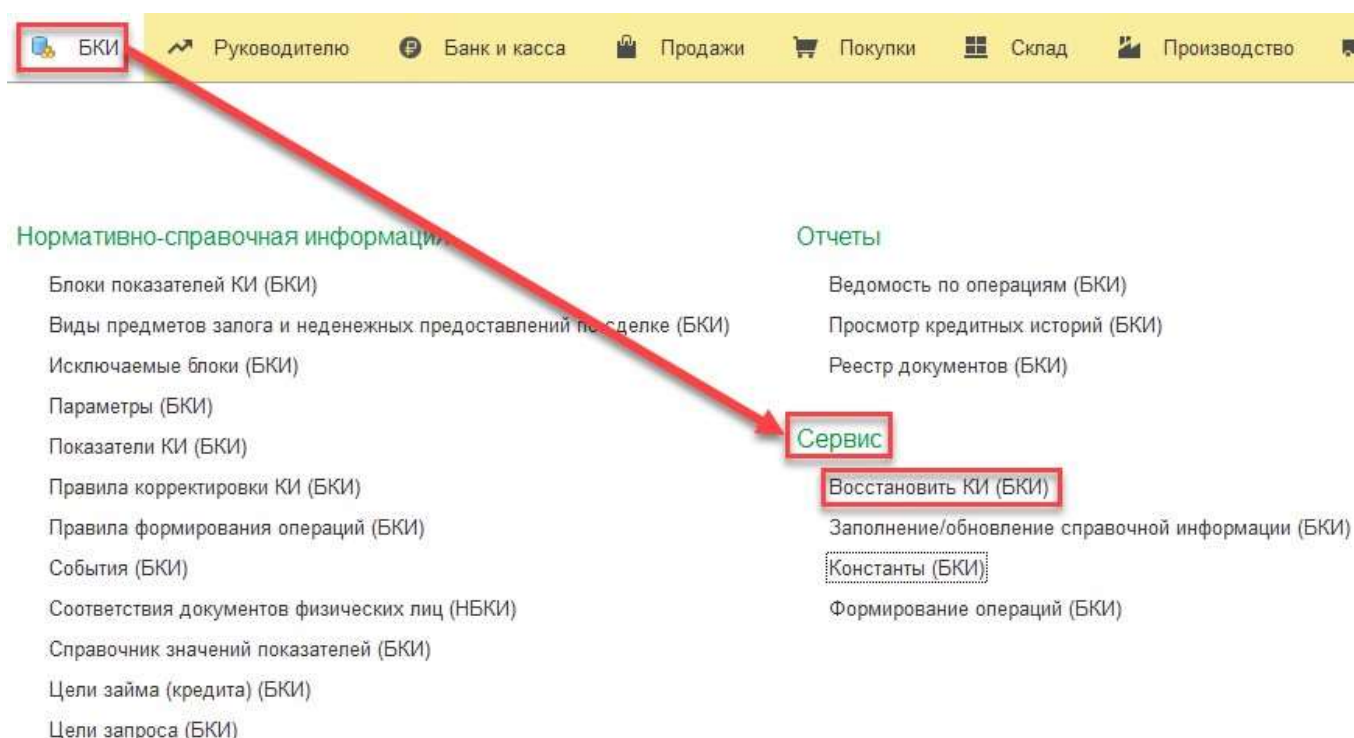 БКИ Руководителю Банк и касса Продажи Покупки Склад Производство
Нормативно-справочная информация
Блоки показателей КИ (БКИ)
Виды предметов залога и неденежных предоставлений по сделке (БКИ)
Исключаемые блоки (БКИ)
Параметры (БКИ)
Показатели КИ (БКИ)
Правила корректировки КИ (БКИ)
Правила формирования операций (БКИ)
События (БКИ)
Соответствия документов физических лиц (НБКИ)
Справочник значений показателей (БКИ)
Цели займа (кредита) (БКИ)
Цели запроса (БКИ)
Отчеты
Ведомость по операциям (БКИ)
Просмотр кредитных историй (БКИ)
Реестр документов (БКИ)
Сервис
Восстановить КИ (БКИ)
Заполнение/обновление справочной информации (БКИ)
Константы (БКИ)
Формирование операций (БКИ)